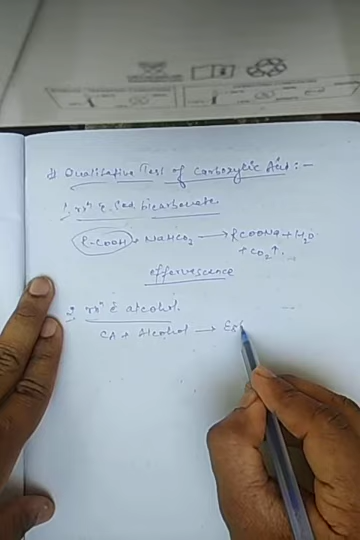 Qualitative Test of Carboxylic Acid:-
1. rxn c̄ Sod bicarbonate
R-COOH + NaHCO3 → RCOONa + H2O
+ CO2 ↑.
effervescence
2. rxn c̄ alcohol.
CA + Alcohol → Est